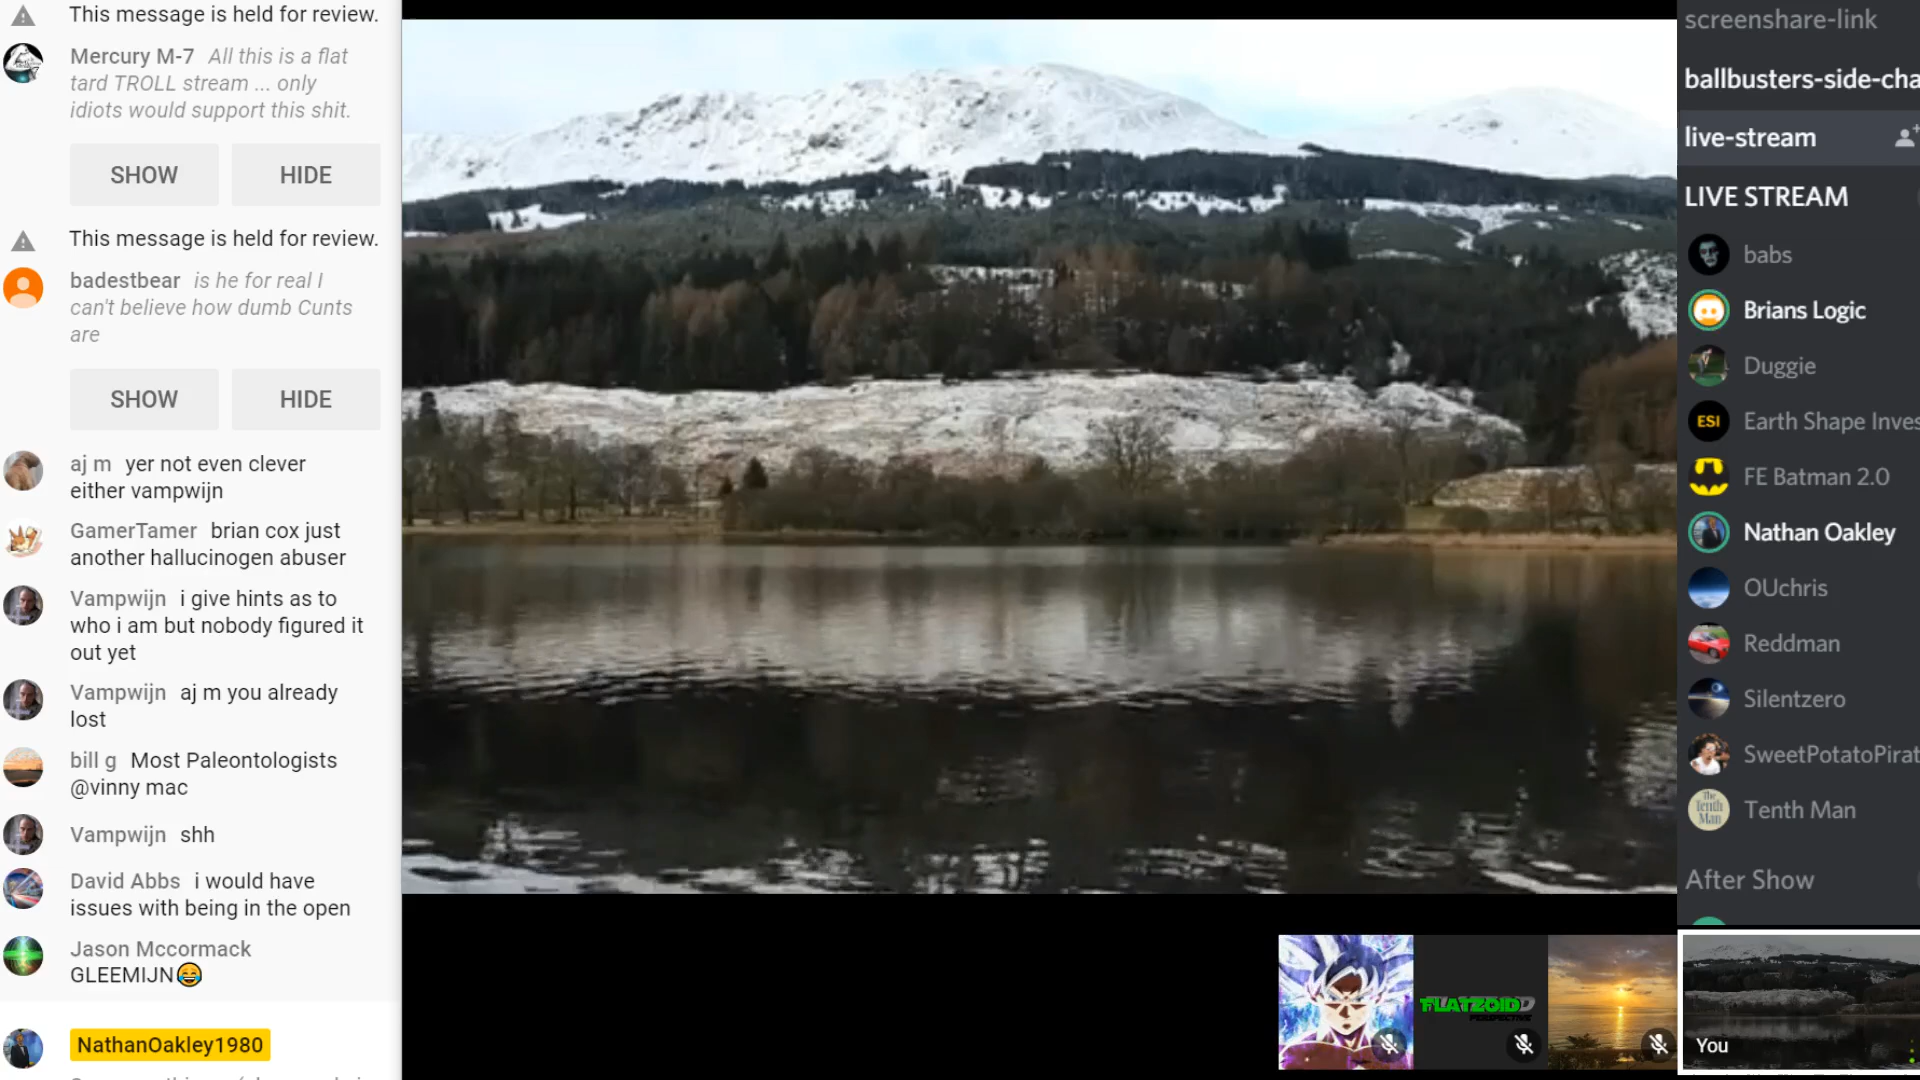 This message is held for review.
Mercury M-7 All this is a flat
tard TROLL stream ... only
idiots would support this shit.
SHOW HIDE
This message is held for review.
badestbear is he for real I
can't believe how dumb Cunts
are
SHOW HIDE
aj m yer not even clever
either vampwijn
GamerTamer brian cox just
another hallucinogen abuser
Vampwijn i give hints as to
who i am but nobody figured it
out yet
Vampwijn aj m you already
lost
bill g Most Paleontologists
@vinny mac
Vampwijn shh
David Abbs i would have
issues with being in the open
Jason Mccormack
GLEEMIJN😂
NathanOakley1980
FLATZOID
PERSPECTIVE
screenshare-link
ballbusters-side-cha
live-stream
LIVE STREAM
babs
Brians Logic
Duggie
ESI
Earth Shape Inves
FE Batman 2.0
Nathan Oakley
OUchris
Reddman
Silentzero
SweetPotatoPirat
The
Tenth
Man
Tenth Man
After Show
You